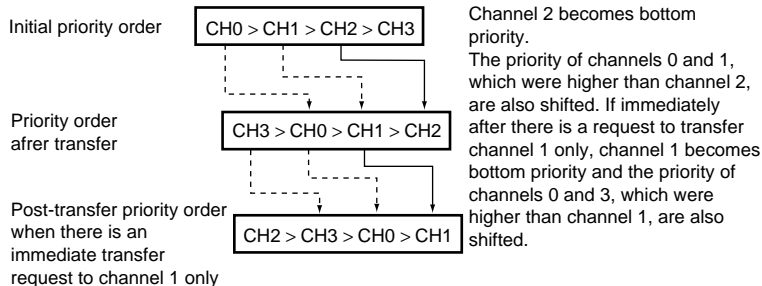 Initial priority order
CH0 > CH1 > CH2 > CH3
Priority order
afrer transfer
CH3 > CH0 > CH1 > CH2
Post-transfer priority order
when there is an
immediate transfer
request to channel 1 only
CH2 > CH3 > CH0 > CH1
Channel 2 becomes bottom
priority.
The priority of channels 0 and 1,
which were higher than channel 2,
are also shifted. If immediately
after there is a request to transfer
channel 1 only, channel 1 becomes
bottom priority and the priority of
channels 0 and 3, which were
higher than channel 1, are also
shifted.